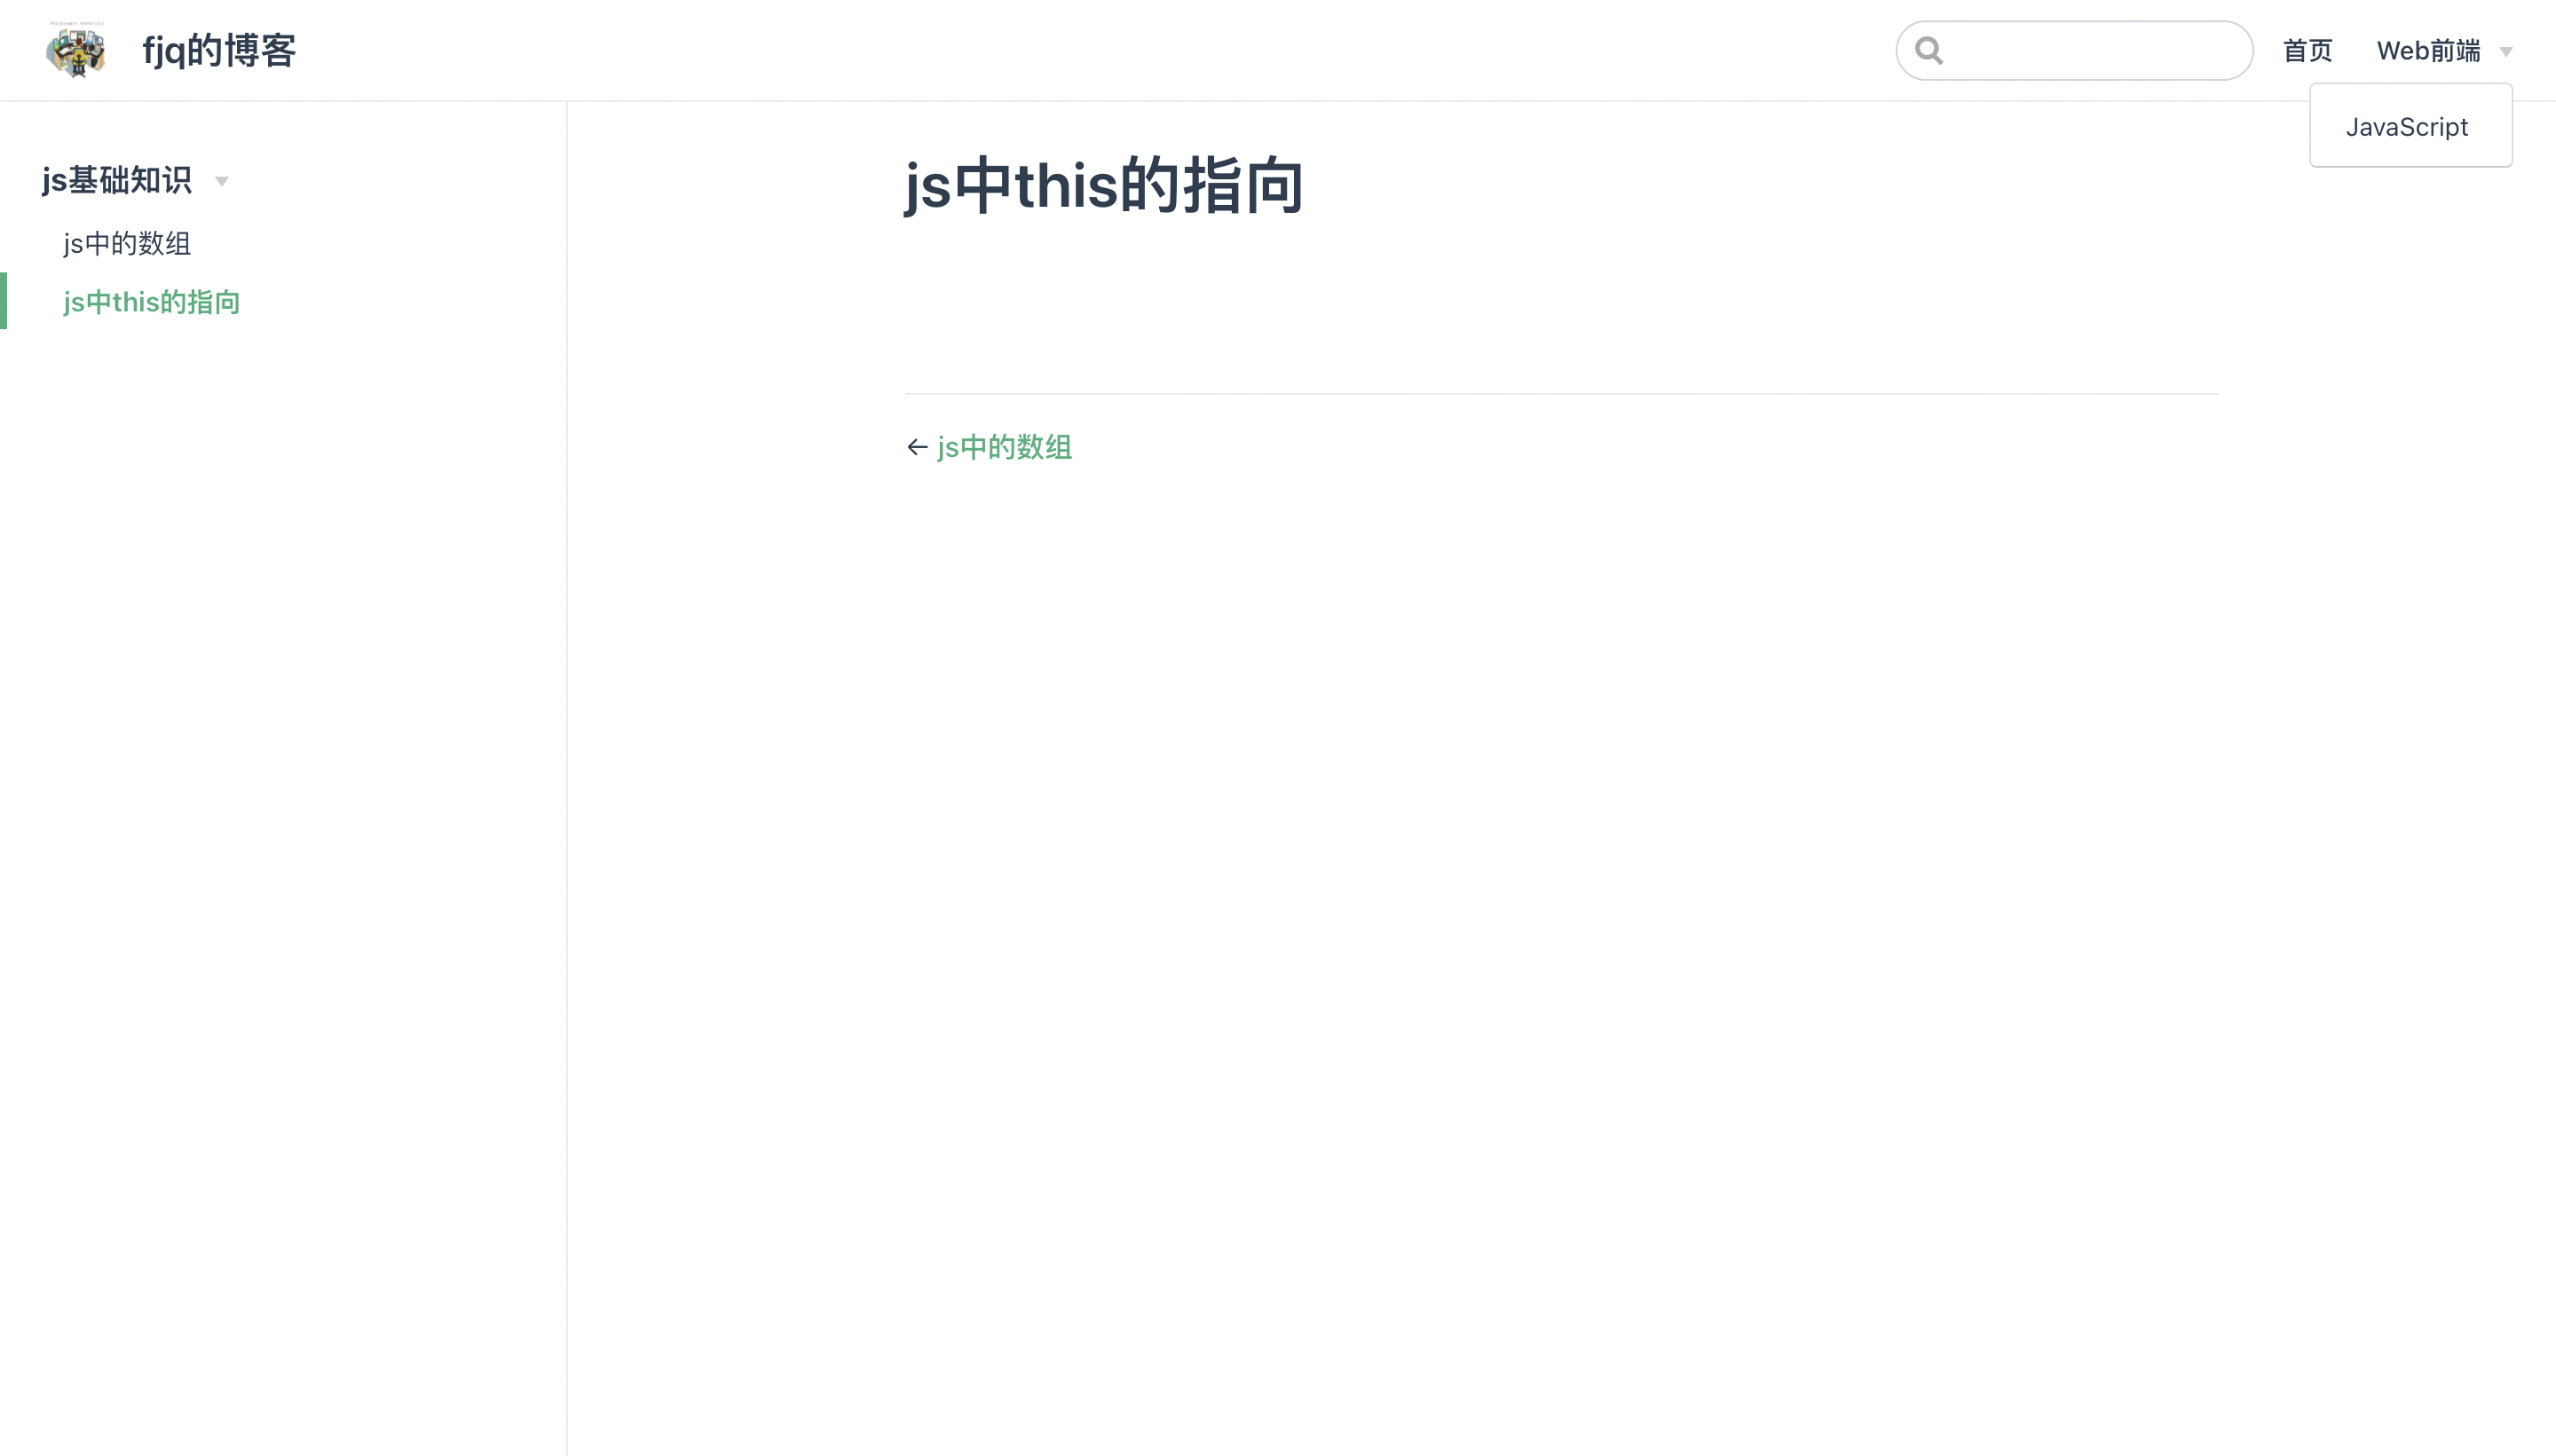 fjq的博客
首页
Web前端
JavaScript
js基础知识
js中的数组
js中this的指向
js中this的指向
← js中的数组